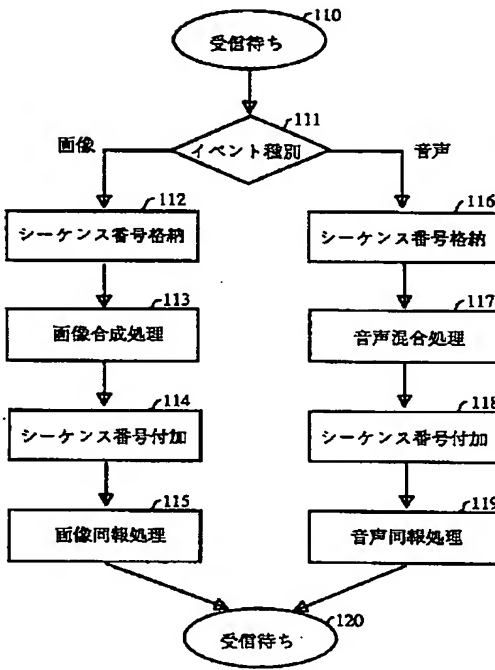 110
受信待ち
111
イベント種別
画像
音声
112
シーケンス番号格納
116
シーケンス番号格納
113
画像合成処理
117
音声混合処理
114
シーケンス番号付加
118
シーケンス番号付加
115
画像同報処理
119
音声同報処理
120
受信待ち